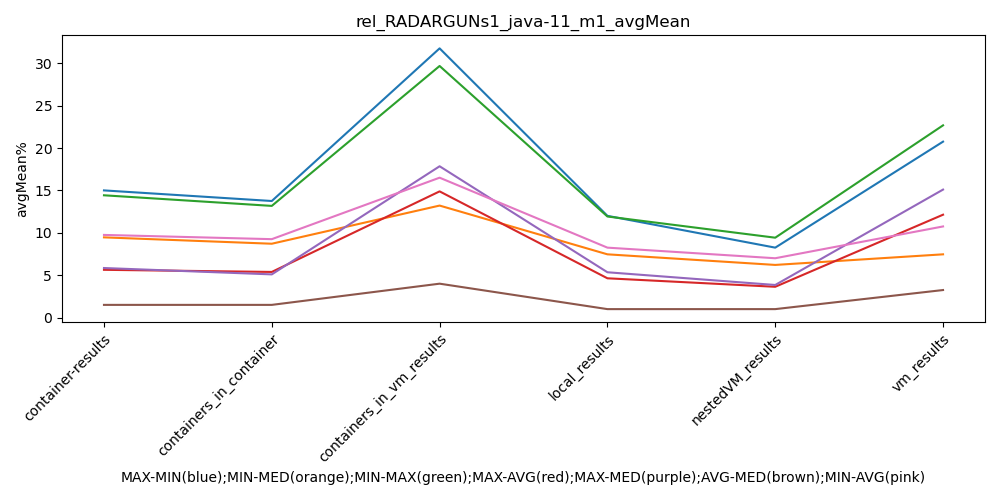 rel_RADARGUNs1_java-11_m1_avgMean
avgMean%
30
25
20
15
10
5
0
container-results
containers_in_container
containers_in_vm_results
local_results
nestedVM_results
vm_results
MAX-MIN(blue);MIN-MED(orange);MIN-MAX(green);MAX-AVG(red);MAX-MED(purple);AVG-MED(brown);MIN-AVG(pink)